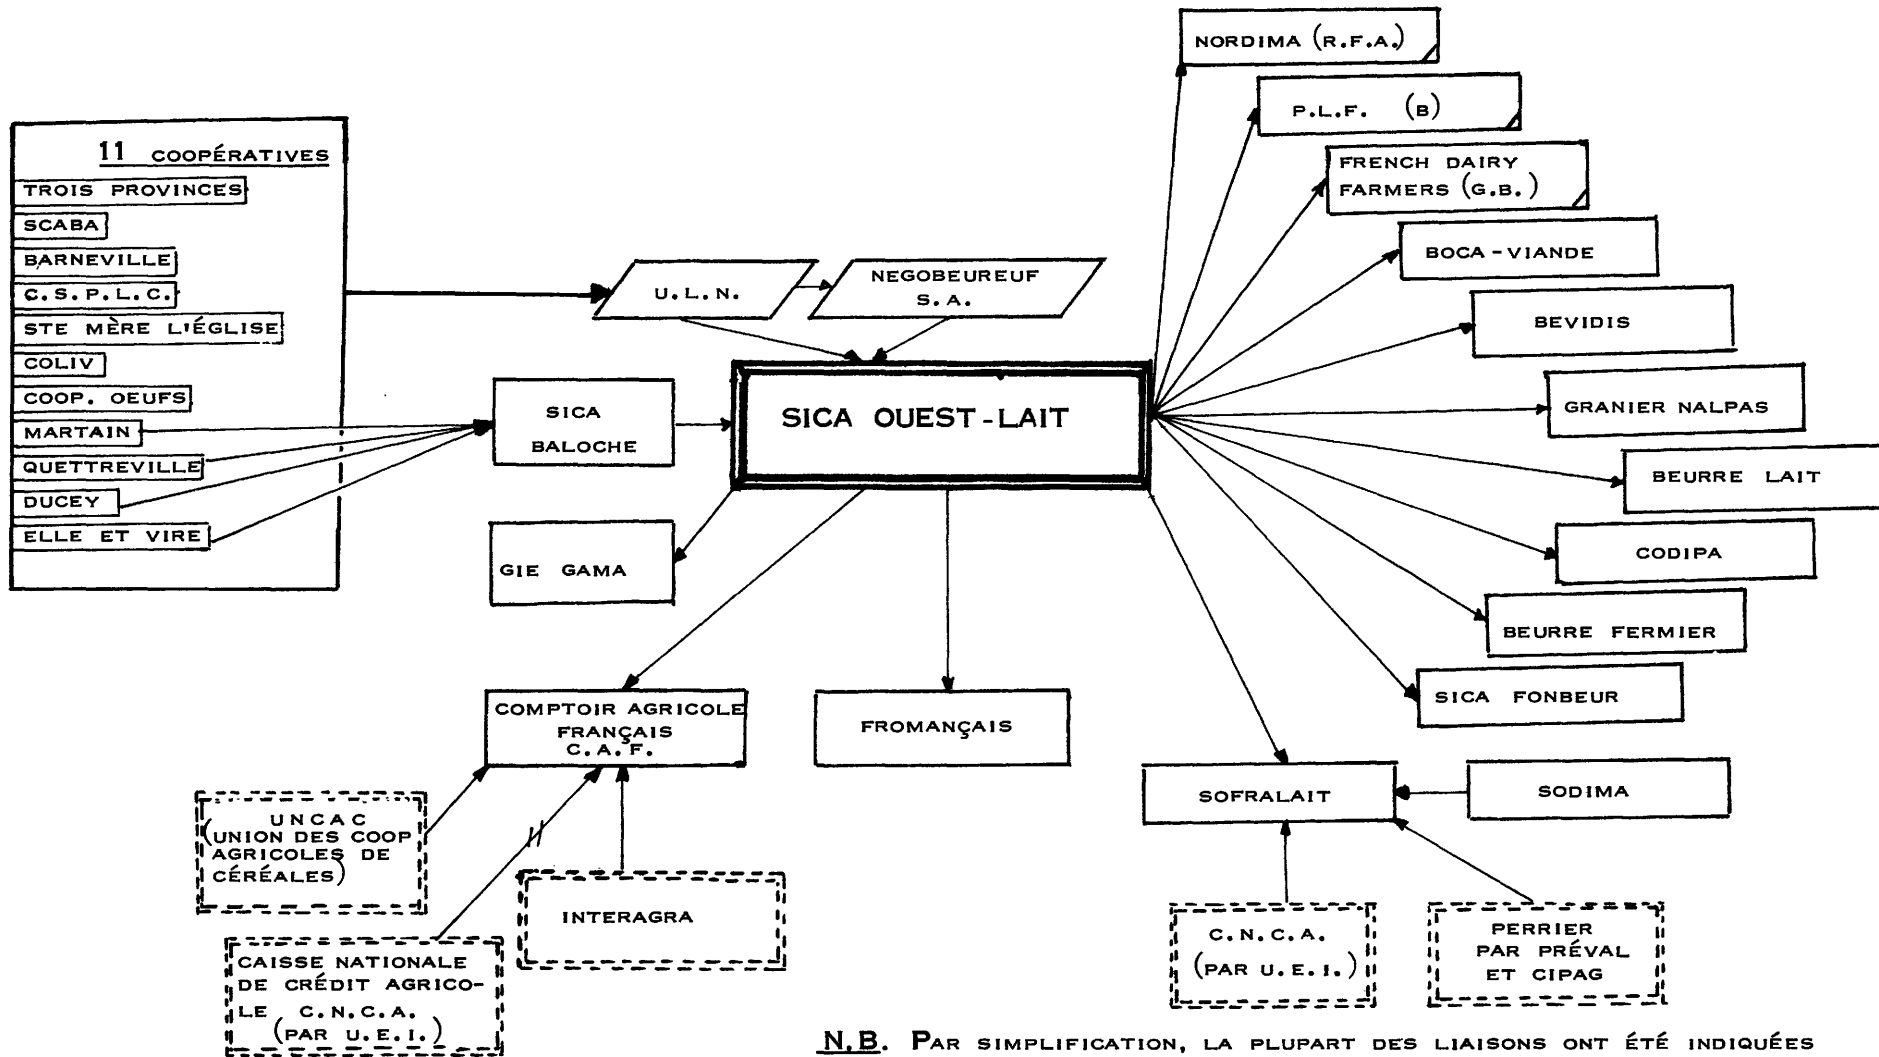 11 COOPÉRATIVES
TROIS PROVINCES
SCABA
BARNEVILLE
C.S.P.L.C.
STE MÈRE L'ÉGLISE
COLIV
COOP. OEUFS
MARTAIN
QUETTREVILLE
DUCEY
ELLE ET VIRE
U.L.N.
NEGOBEUREUF
S.A.
SICA
BALOCHE
SICA OUEST-LAIT
GIE GAMA
NORDIMA (R.F.A.)
P.L.F. (B)
FRENCH DAIRY
FARMERS (G.B.)
BOCA-VIANDE
BEVIDIS
GRANIER NALPAS
BEURRE LAIT
CODIPA
BEURRE FERMIER
SICA FONBEUR
COMPTOIR AGRICOLE
FRANÇAIS
C.A.F.
FROMANÇAIS
SOFRALAIT
SODIMA
UNCAC
(UNION DES COOP
AGRICOLES DE
CÉRÉALES)
INTERAGRA
CAISSE NATIONALE
DE CRÉDIT AGRICO-
LE C.N.C.A.
(PAR U.E.I.)
C.N.C.A.
(PAR U.E.I.)
PERRIER
PAR PRÉVAL
ET CIPAG
N.B. PAR SIMPLIFICATION, LA PLUPART DES LIAISONS ONT ÉTÉ INDIQUÉES